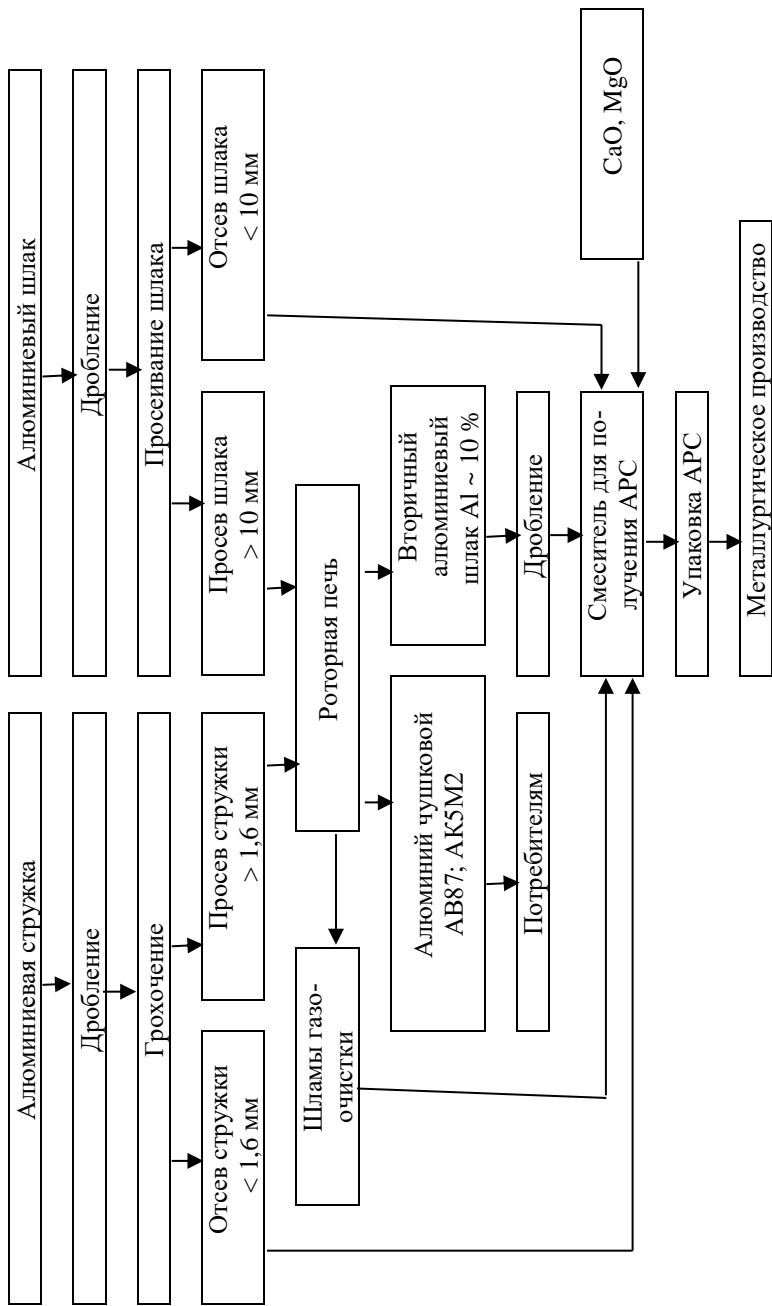 Алюминиевая стружка
Алюминиевый шлак
Дробление
Дробление
Грохочение
Просеивание шлака
Отсев стружки
< 1,6 мм
Просев стружки
> 1,6 мм
Просев шлака
> 10 мм
Отсев шлака
< 10 мм
Шламы газо-
очистки
Роторная печь
Алюминий чушковой
АВ87; АК5М2
Вторичный
алюминиевый
шлак Al ~ 10 %
Потребителям
Дробление
Смеситель для по-
лучения АРС
CaO, MgO
Упаковка АРС
Металлургическое производство